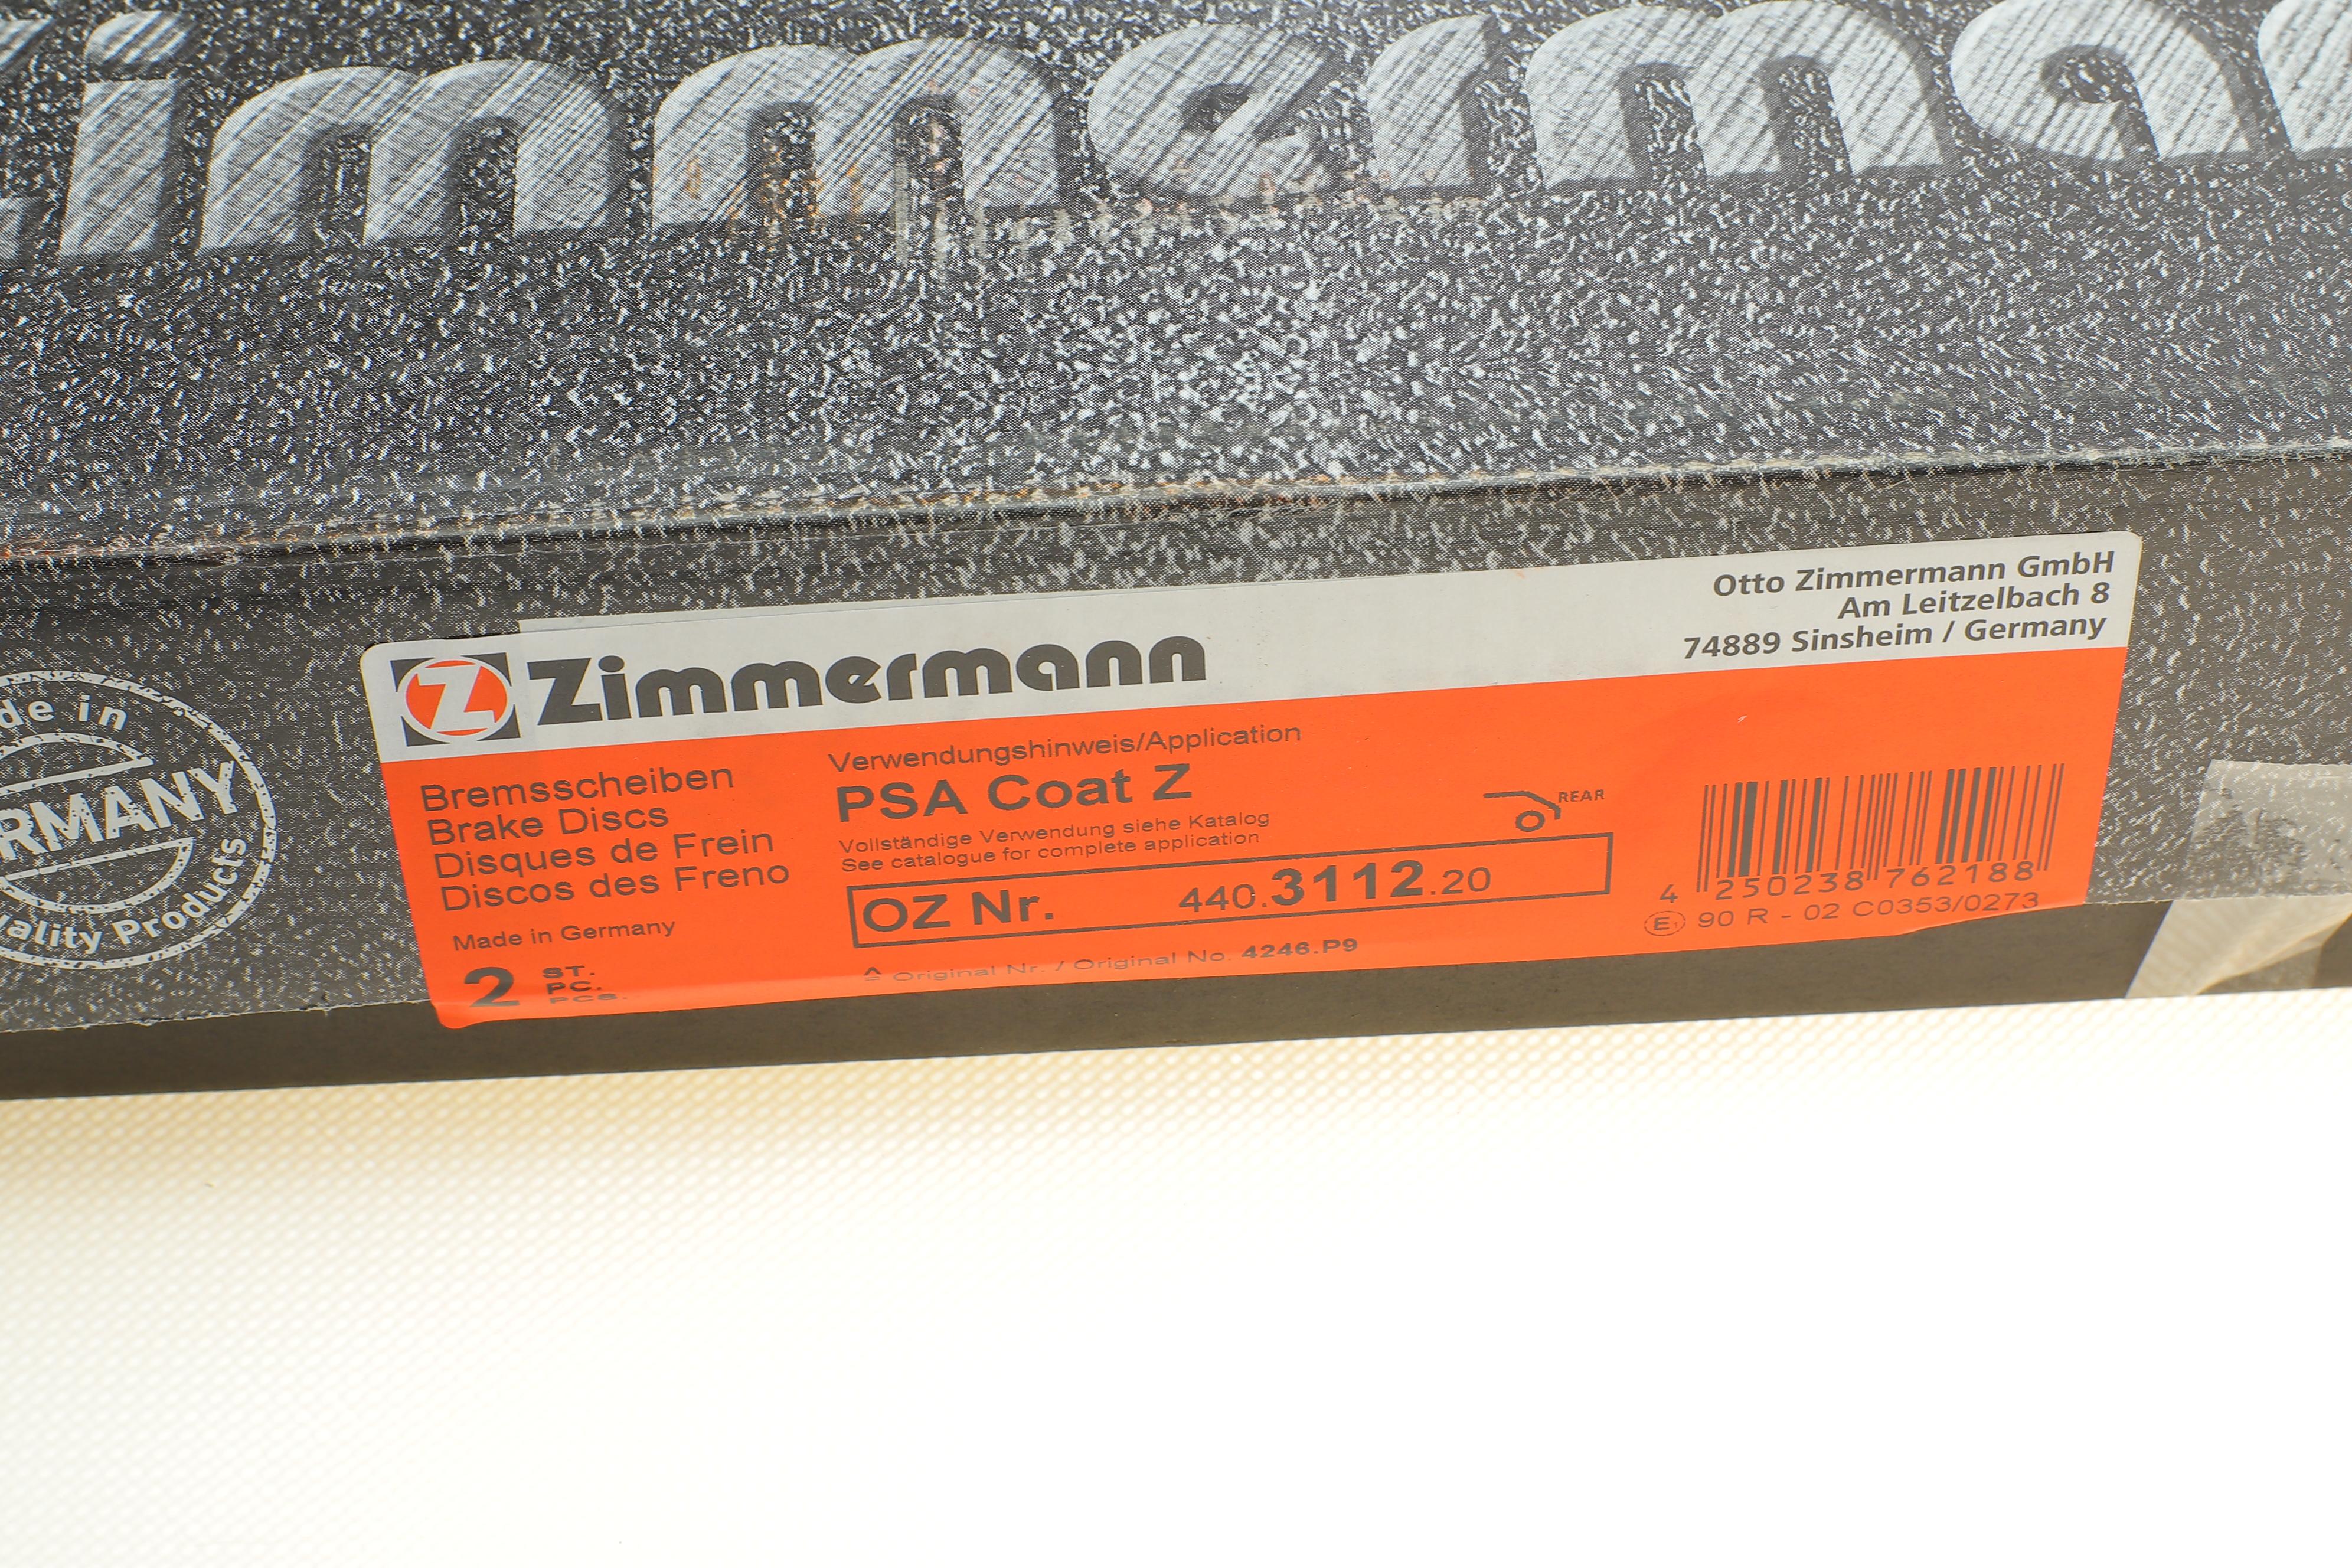 Zimmerman
de in
RMANY
ality Products
Z Zimmermann
Otto Zimmermann GmbH
Am Leitzelbach 8
74889 Sinsheim / Germany
Bremsscheiben
Brake Discs
Disques de Frein
Discos des Freno
Made in Germany
2 ST.
PC.
PCS.
Verwendungshinweis/Application
PSA Coat Z
Vollständige Verwendung siehe Katalog
See catalogue for complete application
REAR
OZ Nr. 440.3112.20
≙ Original Nr. / Original No. 4246.P9
4 250238 762188
E1 90 R - 02 C0353/0273